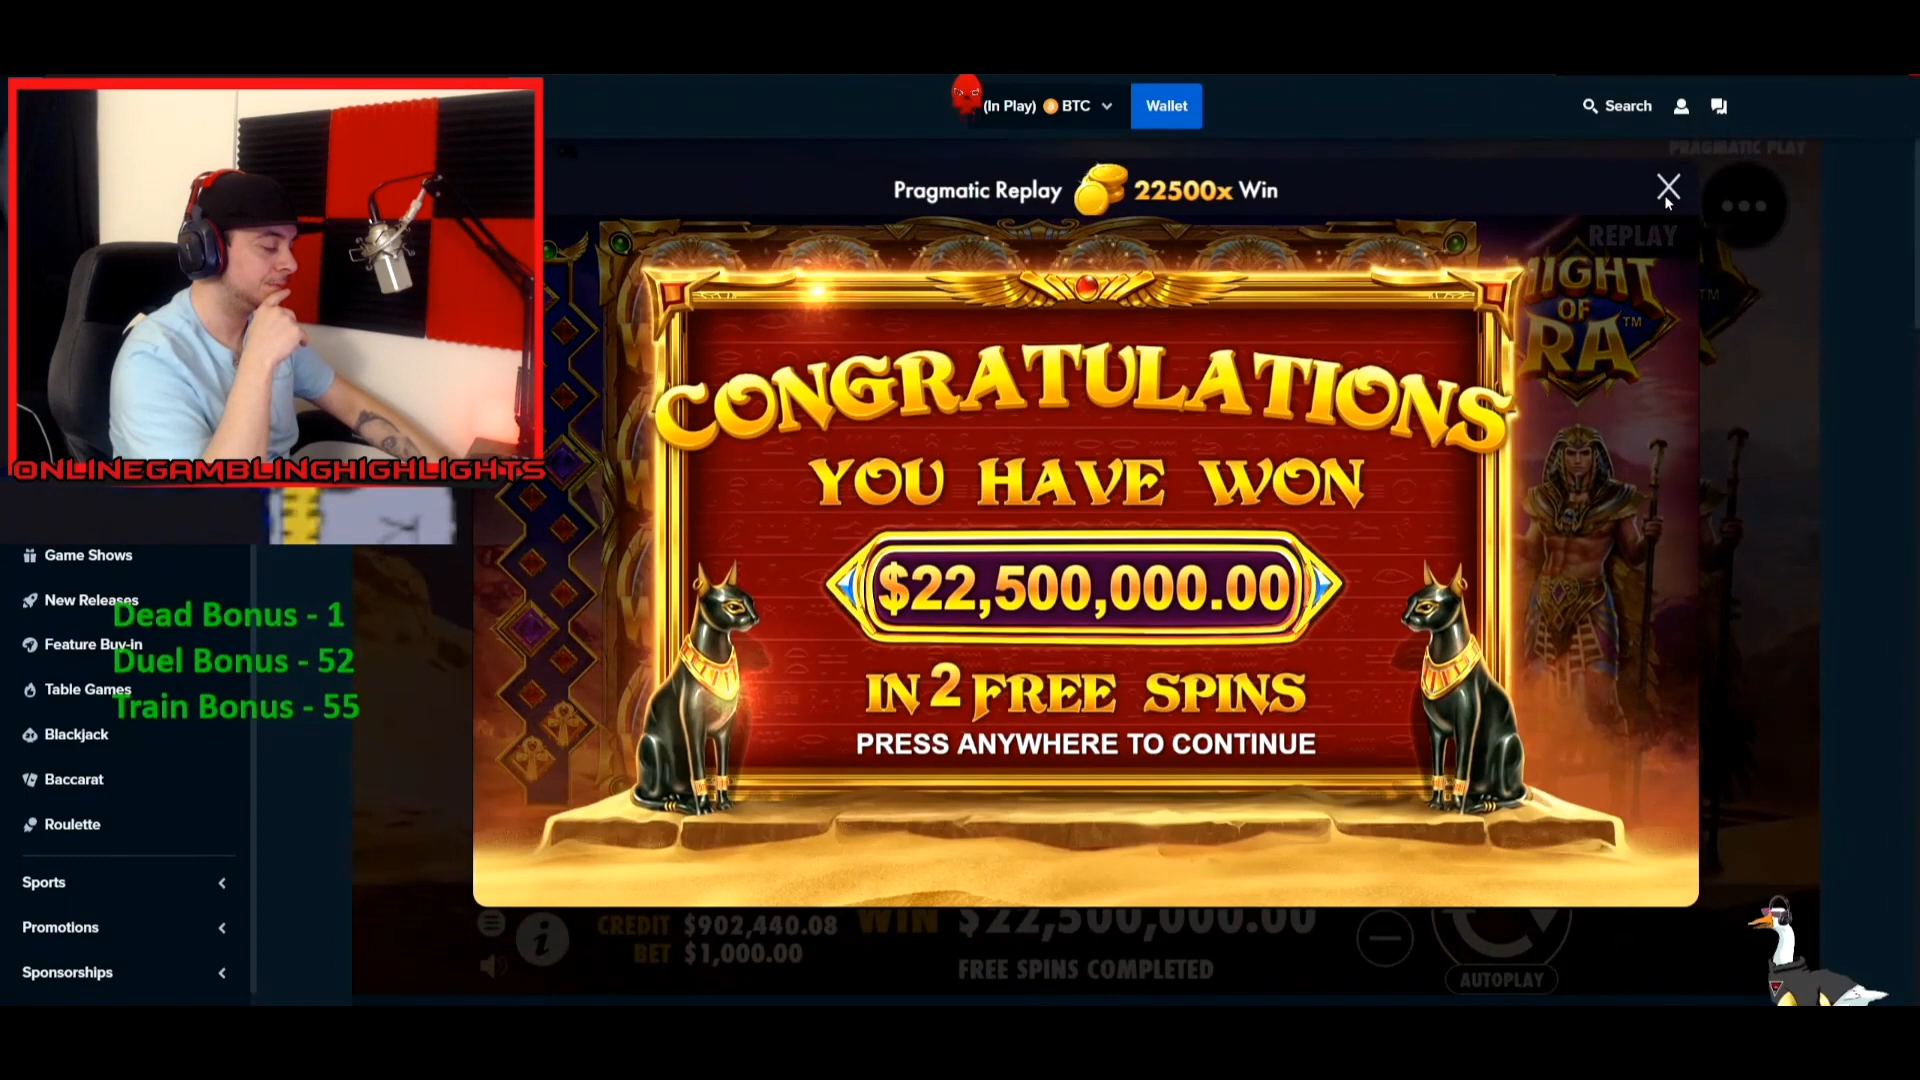 (In Play) BTC
Wallet
Search
PRAGMATIC PLAY
Pragmatic Replay 22500x Win
REPLAY
MIGHT
OF
RA™
TM
CONGRATULATIONS
YOU HAVE WON
$22,500,000.00
IN 2 FREE SPINS
PRESS ANYWHERE TO CONTINUE
ONLINEGAMBLINGHIGHLIGHTS
Game Shows
New Releases
Dead Bonus - 1
Feature Buy-in
Duel Bonus - 52
Table Games
Train Bonus - 55
Blackjack
Baccarat
Roulette
Sports
Promotions
Sponsorships
CREDIT $902,440.08
BET $1,000.00
WIN $22,500,000.00
FREE SPINS COMPLETED
AUTOPLAY